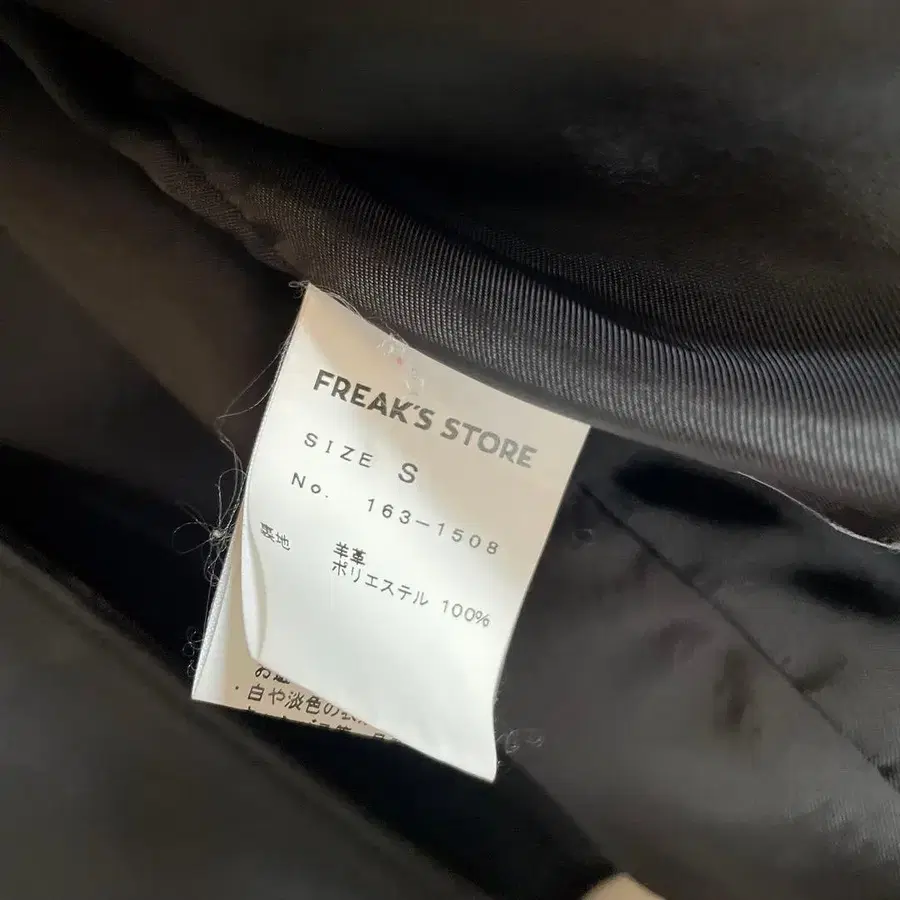 FREAK'S STORE
SIZE S
No. 163-1508
羊革
裏地 ポリエステル 100%
・白や淡色の